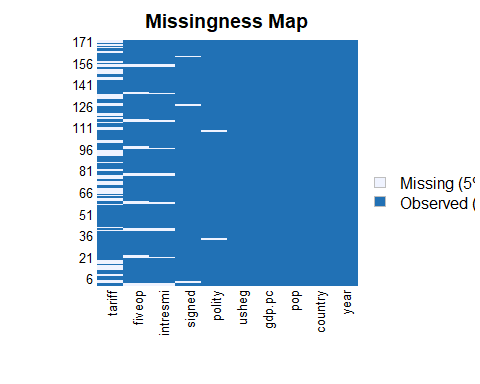 Missingness Map
171
156
141
126
111
96
81
66
51
36
21
6
tariff
fiveop
intresmi
signed
polity
usheg
gdp.pc
pop
country
year
Missing (5%
Observed (